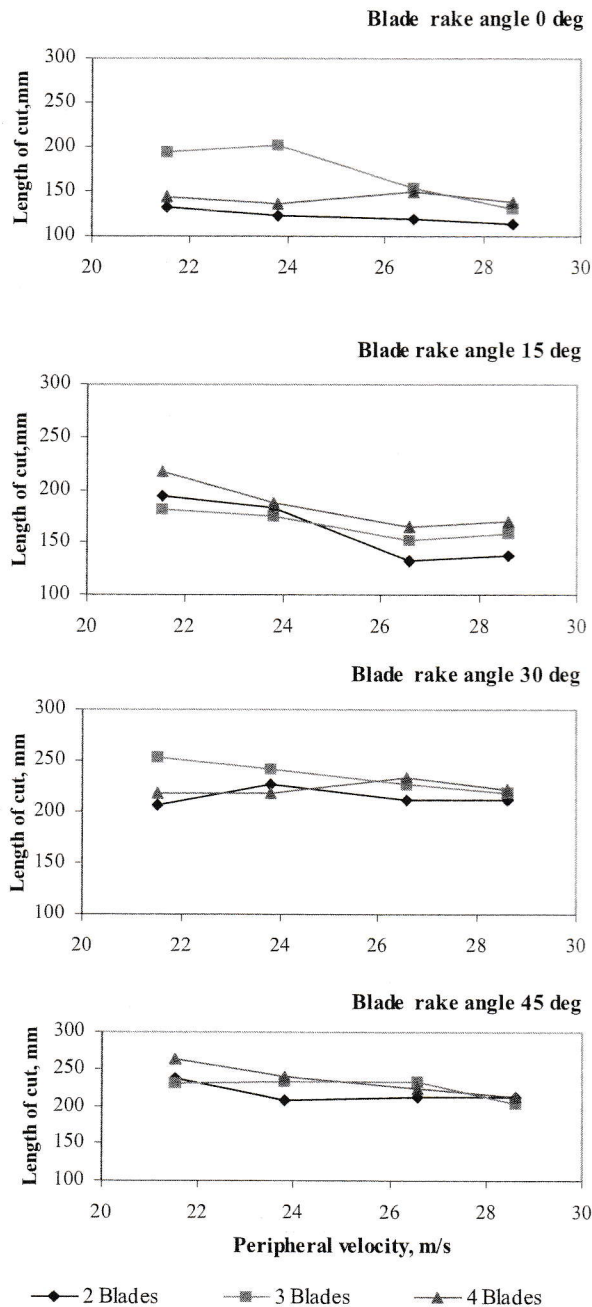 Blade rake angle 0 deg
300
250
200
150
100
Length of cut,mm
20 22 24 26 28 30
Blade rake angle 15 deg
300
250
200
150
100
Length of cut,mm
20 22 24 26 28 30
Blade rake angle 30 deg
300
250
200
150
100
Length of cut, mm
20 22 24 26 28 30
Blade rake angle 45 deg
300
250
200
150
100
Length of cut, mm
20 22 24 26 28 30
Peripheral velocity, m/s
2 Blades 3 Blades 4 Blades